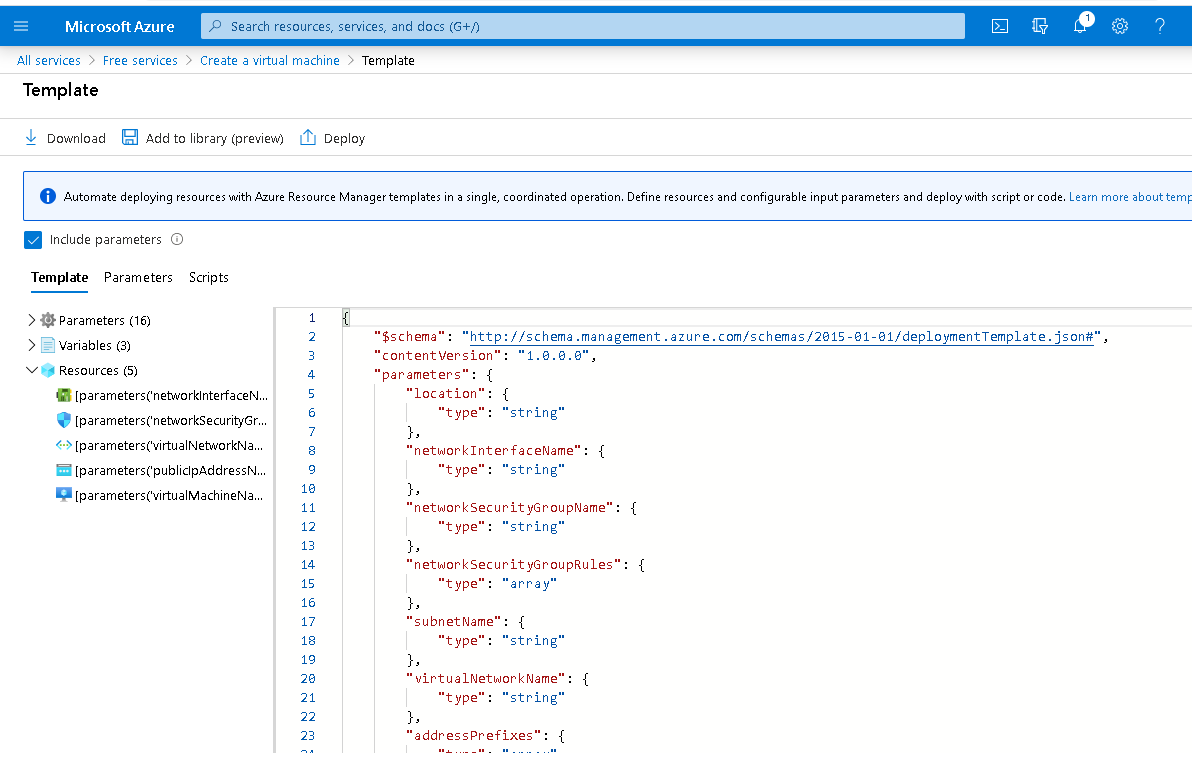 Microsoft Azure
Search resources, services, and docs (G+/)
1
All services > Free services > Create a virtual machine > Template
Template
Download
Add to library (preview)
Deploy
Automate deploying resources with Azure Resource Manager templates in a single, coordinated operation. Define resources and configurable input parameters and deploy with script or code. Learn more about temp
Include parameters
Template Parameters Scripts
Parameters (16)
Variables (3)
Resources (5)
[parameters('networkInterfaceN...
[parameters('networkSecurityGr...
[parameters('virtualNetworkNa...
[parameters('publicIpAddressN...
[parameters('virtualMachineNa...
1 {
2 "$schema": "http://schema.management.azure.com/schemas/2015-01-01/deploymentTemplate.json#",
3 "contentVersion": "1.0.0.0",
4 "parameters": {
5 "location": {
6 "type": "string"
7 },
8 "networkInterfaceName": {
9 "type": "string"
10 },
11 "networkSecurityGroupName": {
12 "type": "string"
13 },
14 "networkSecurityGroupRules": {
15 "type": "array"
16 },
17 "subnetName": {
18 "type": "string"
19 },
20 "virtualNetworkName": {
21 "type": "string"
22 },
23 "addressPrefixes": {
24 "type": "array"